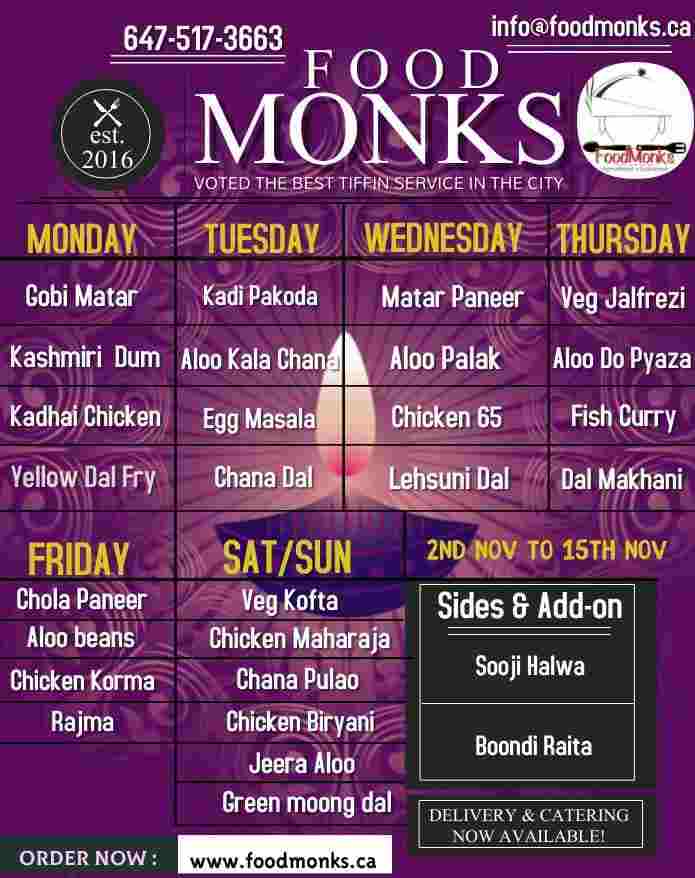 647-517-3663
info@foodmonks.ca
est.
2016
FOOD
MONKS
VOTED THE BEST TIFFIN SERVICE IN THE CITY
FoodMonks
MONDAY TUESDAY WEDNESDAY THURSDAY
Gobi Matar Kadi Pakoda Matar Paneer Veg Jalfrezi
Kashmiri Dum Aloo Kala Chana Aloo Palak Aloo Do Pyaza
Kadhai Chicken Egg Masala Chicken 65 Fish Curry
Yellow Dal Fry Chana Dal Lehsuni Dal Dal Makhani
FRIDAY
Chola Paneer
Aloo beans
Chicken Korma
Rajma
SAT/SUN
Veg Kofta
Chicken Maharaja
Chana Pulao
Chicken Biryani
Jeera Aloo
Green moong dal
2ND NOV TO 15TH NOV
Sides & Add-on
Sooji Halwa
Boondi Raita
DELIVERY & CATERING
NOW AVAILABLE!
ORDER NOW : www.foodmonks.ca